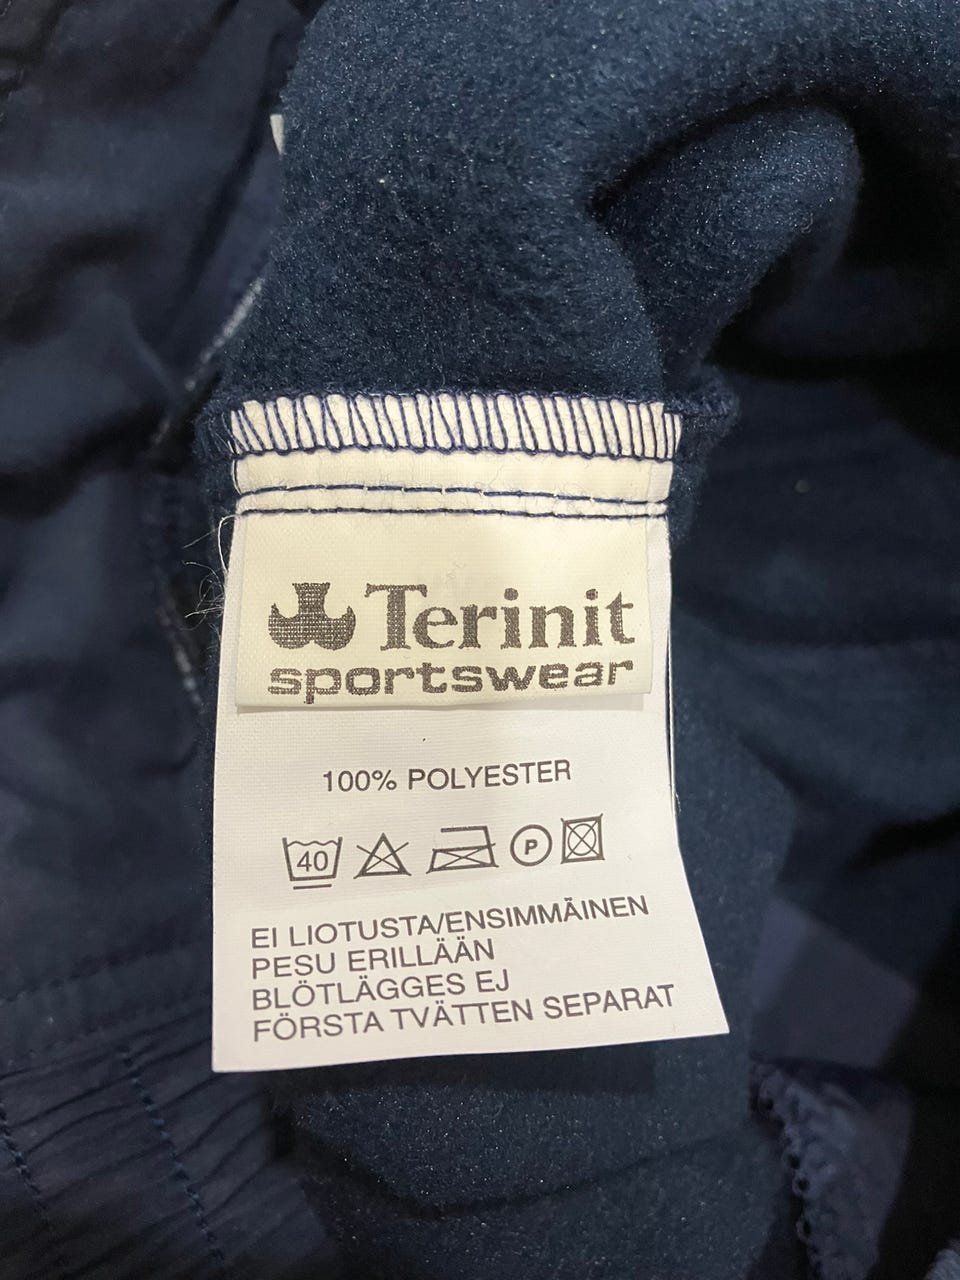 Terinit
sportswear
100% POLYESTER
40 P
EI LIOTUSTA/ENSIMMÄINEN
PESU ERILLÄÄN
BLÖTLÄGGES EJ
FÖRSTA TVÄTTEN SEPARAT